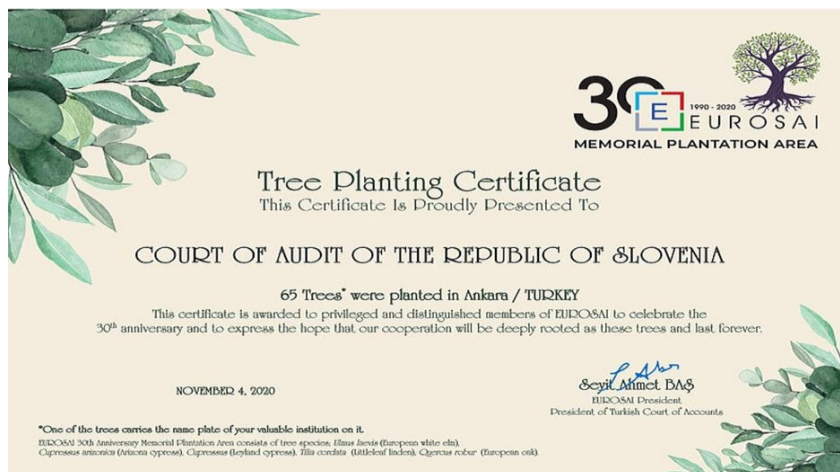 30 E 1990 - 2020
EUROSAI
MEMORIAL PLANTATION AREA
Tree Planting Certificate
This Certificate Is Proudly Presented To
COURT OF AUDIT OF THE REPUBLIC OF SLOVENIA
65 Trees* were planted in Ankara / TURKEY
This certificate is awarded to privileged and distinguished members of EUROSAI to celebrate the
30th anniversary and to express the hope that our cooperation will be deeply rooted as these trees and last forever.
NOVEMBER 4, 2020
Seyit Ahmet BAŞ
EUROSAI President
President of Turkish Court of Accounts
*One of the trees carries the name plate of your valuable institution on it.
EUROSAI 30th Anniversary Memorial Plantation Area consists of tree species; Ulmus laevis (European white elm),
Cupressus arizonica (Arizona cypress), Cupressus (Leyland cypress), Tilia cordata (Littleleaf linden), Quercus robur (European oak).